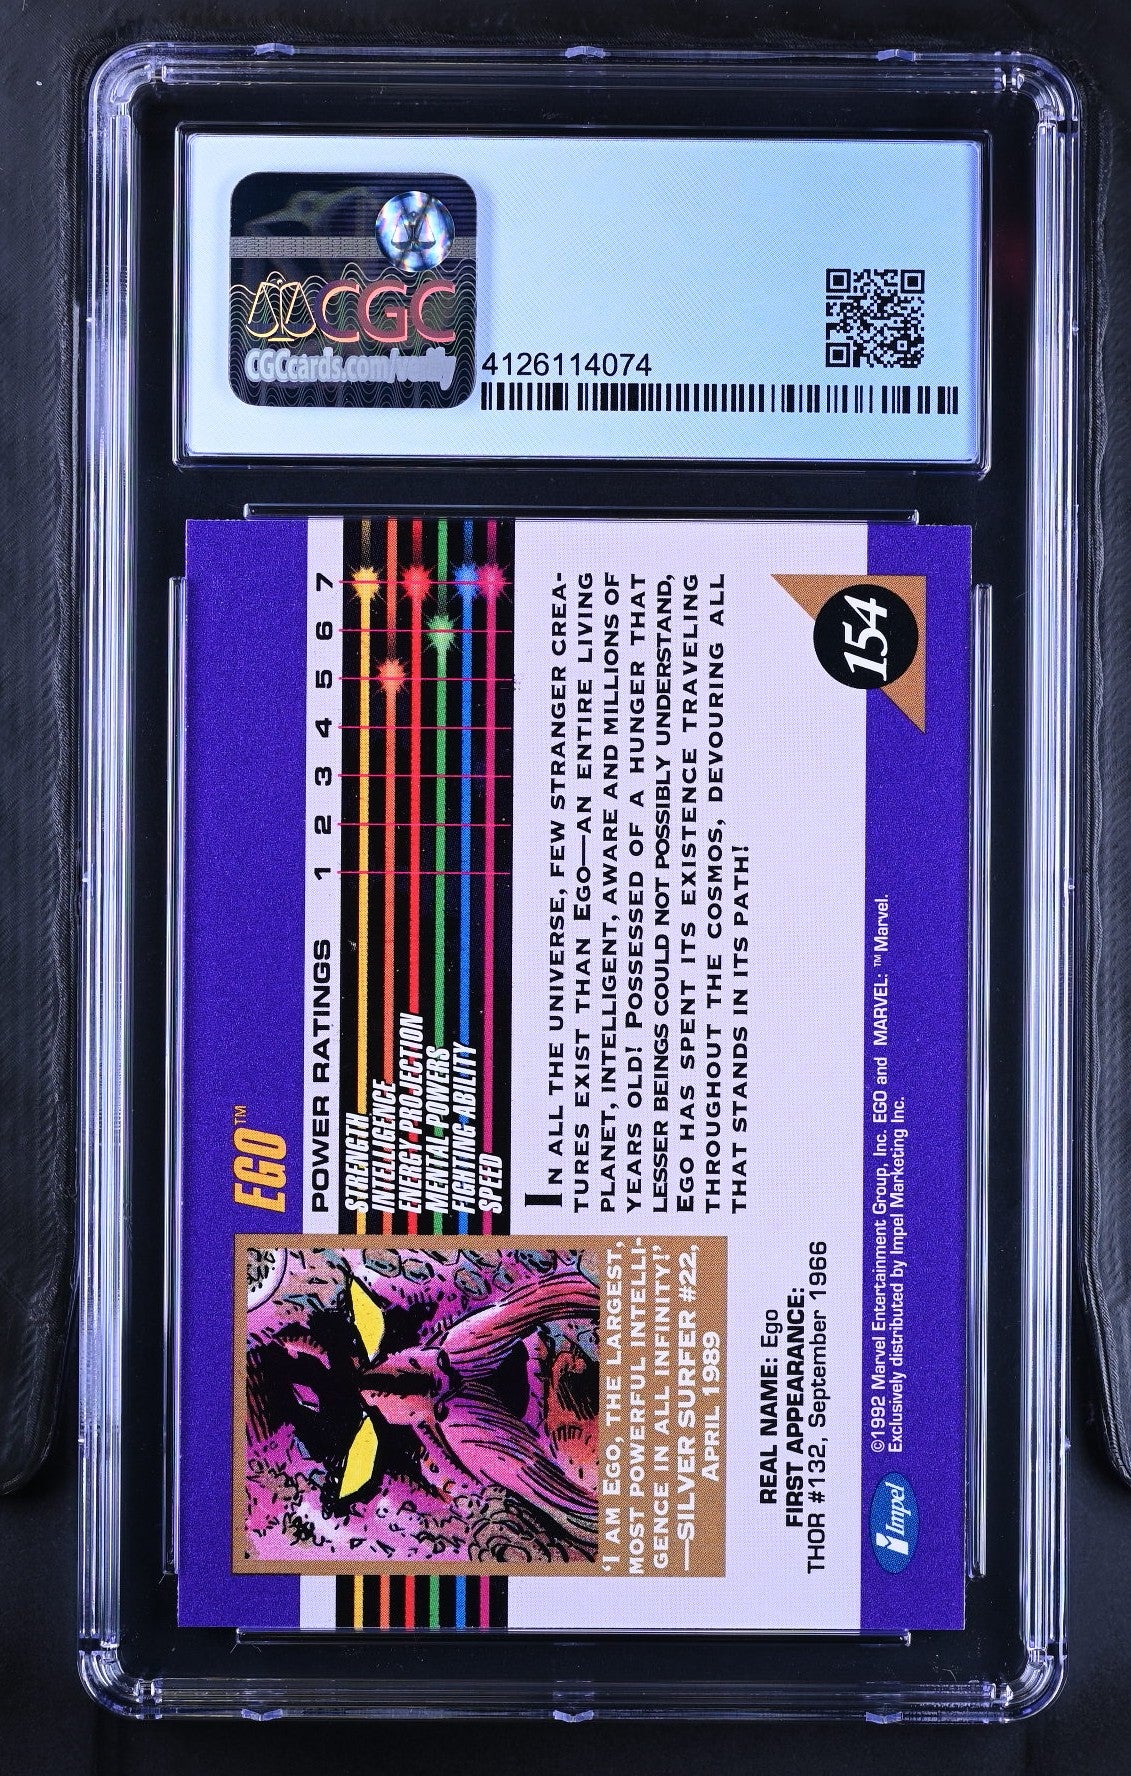 CGC
CGCcards.com/verify
4126114074
EGO™
POWER RATINGS 1 2 3 4 5 6 7
STRENGTH
INTELLIGENCE
ENERGY PROJECTION
MENTAL POWERS
FIGHTING ABILITY
SPEED
IN ALL THE UNIVERSE, FEW STRANGER CREA-
TURES EXIST THAN EGO—AN ENTIRE LIVING
PLANET, INTELLIGENT, AWARE AND MILLIONS OF
YEARS OLD! POSSESSED OF A HUNGER THAT
LESSER BEINGS COULD NOT POSSIBLY UNDERSTAND,
EGO HAS SPENT ITS EXISTENCE TRAVELING
THROUGHOUT THE COSMOS, DEVOURING ALL
THAT STANDS IN ITS PATH!
'I AM EGO, THE LARGEST,
MOST POWERFUL INTELLI-
GENCE IN ALL INFINITY!'
—SILVER SURFER #22,
APRIL 1989
REAL NAME: Ego
FIRST APPEARANCE:
THOR #132, September 1966
154
Impel
©1992 Marvel Entertainment Group, Inc. EGO and MARVEL: ™ Marvel.
Exclusively distributed by Impel Marketing Inc.